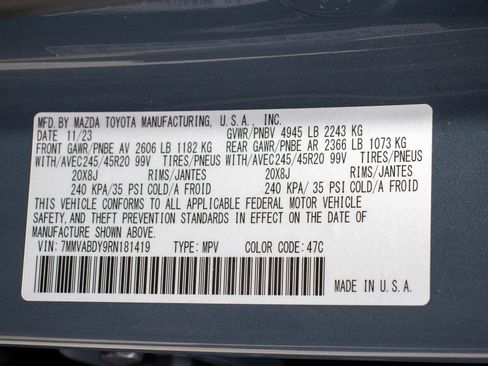 MFD.BY MAZDA TOYOTA MANUFACTURING, U.S.A., INC.
DATE 11/23 GVWR/PNBV 4945 LB 2243 KG
FRONT GAWR/PNBE AV 2606 LB 1182 KG REAR GAWR/PNBE AR 2366 LB 1073 KG
WITH/AVEC245/45R20 99V TIRES/PNEUS WITH/AVEC245/45R20 99V TIRES/PNEUS
20X8J RIMS/JANTES 20X8J RIMS/JANTES
240 KPA/35 PSI COLD/A FROID 240 KPA/ 35 PSI COLD/A FROID
THIS VEHICLE CONFORMS TO ALL APPLICABLE FEDERAL MOTOR VEHICLE
SAFETY, AND THEFT PREVENTION STANDARDS IN EFFECT ON THE DATE OF
MANUFACTURE SHOWN ABOVE.
VIN: 7MMVABDY9RN181419 TYPE: MPV COLOR CODE: 47C
MADE IN U.S.A.